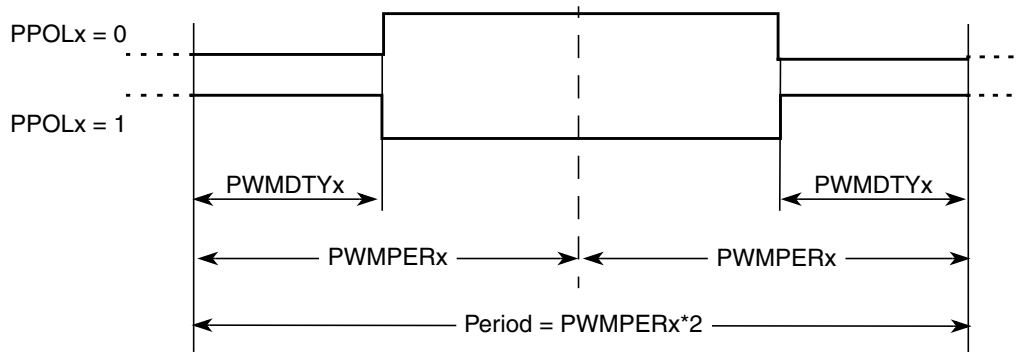 PPOLx = 0
PPOLx = 1
PWMDTYx
PWMDTYx
PWMPERx
PWMPERx
Period = PWMPERx*2